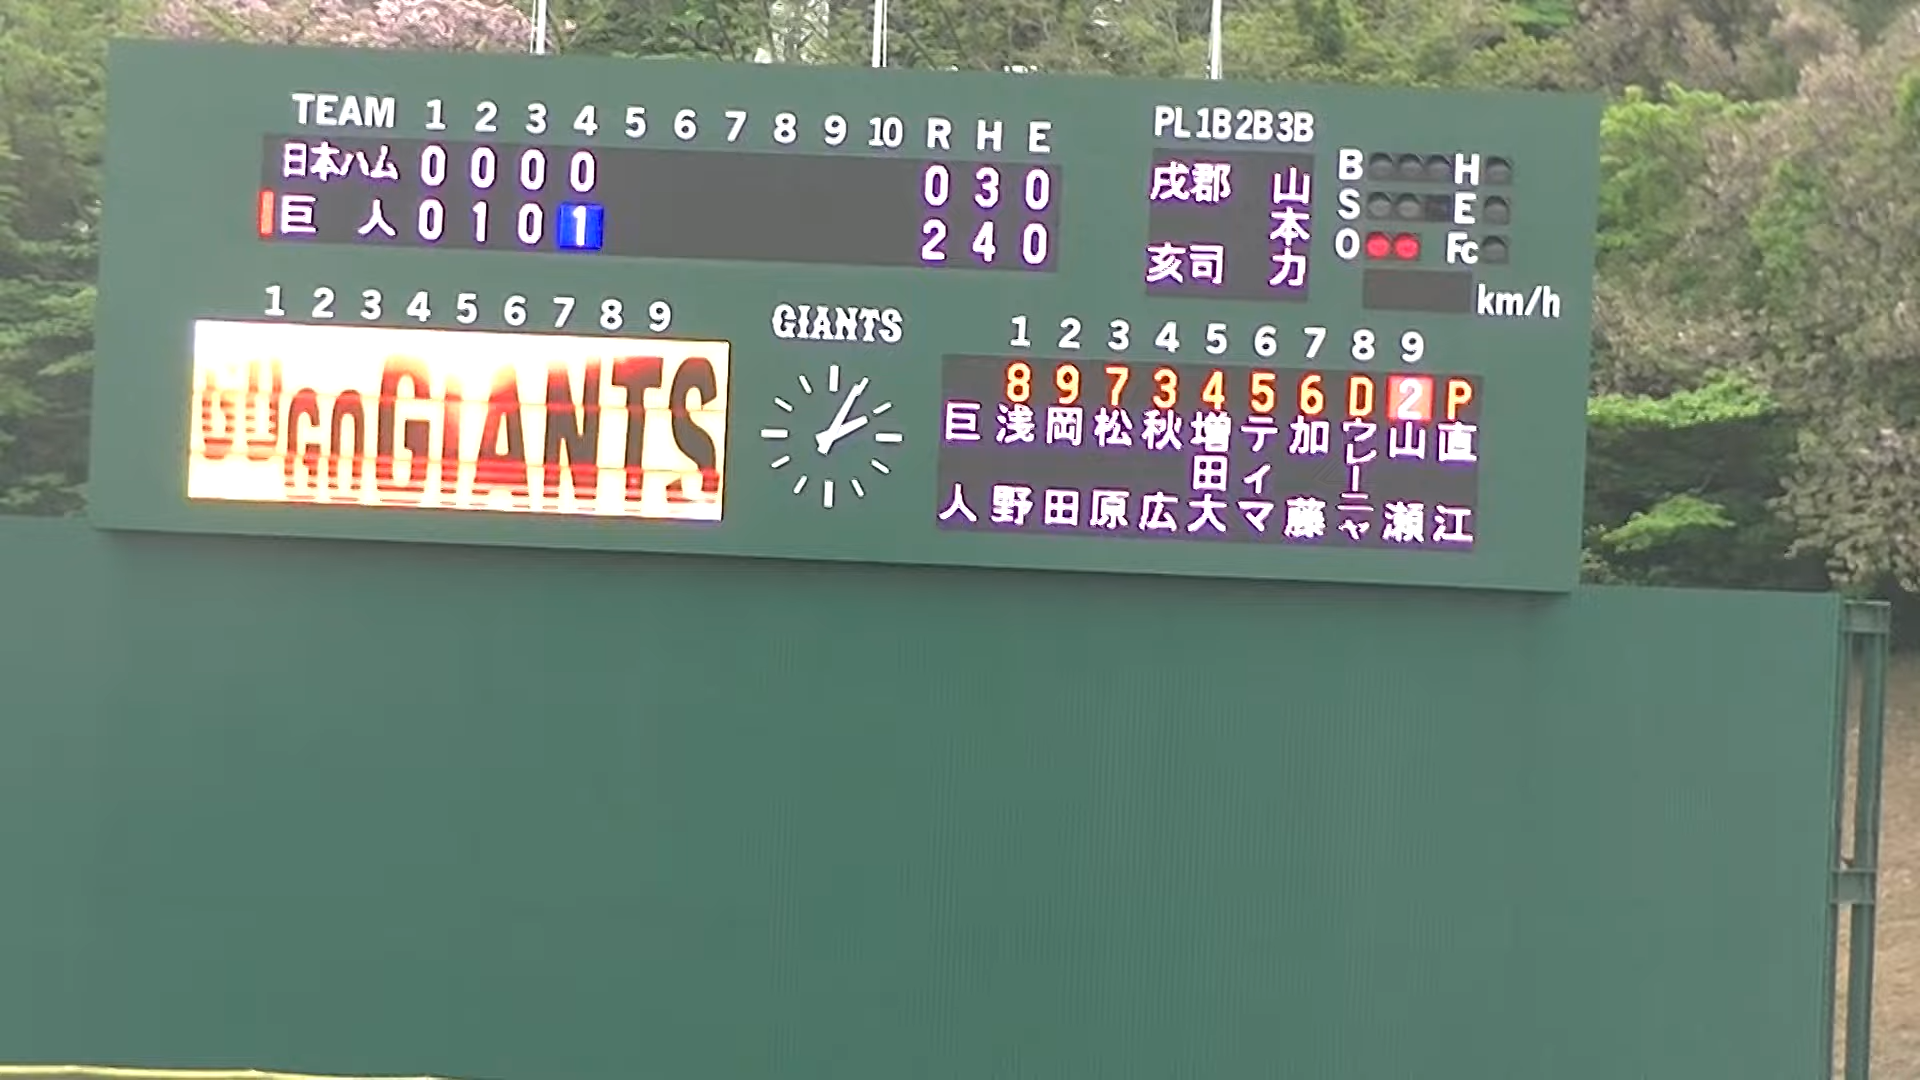 TEAM 1 2 3 4 5 6 7 8 9 10 R H E
日本ハム 0 0 0 0 0 3 0
巨人 0 1 0 1 2 4 0
PL 1B 2B 3B
戌亥 郡司 山本力
B H
S E
O Fc
km/h
1 2 3 4 5 6 7 8 9
GO GO GIANTS
GIANTS
1 2 3 4 5 6 7 8 9
8 9 7 3 4 5 6 D 2 P
巨人 浅野 岡田 松原 秋広 増田大 ティマ 加藤 ウレーニャ 山瀬 直江